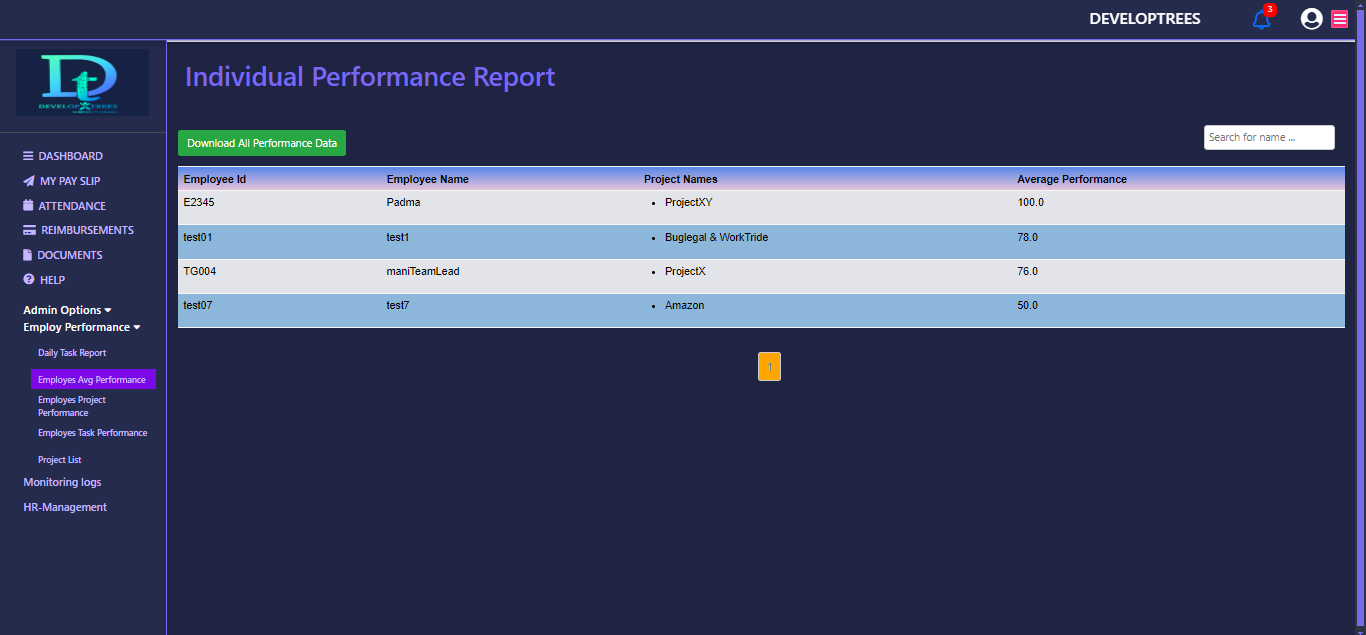 DEVELOPTREES
3
Dt
DEVELOPTREES
Individual Performance Report
Download All Performance Data
Search for name ...
DASHBOARD
MY PAY SLIP
ATTENDANCE
REIMBURSEMENTS
DOCUMENTS
HELP
Admin Options
Employ Performance
Daily Task Report
Employes Avg Performance
Employes Project
Performance
Employes Task Performance
Project List
Monitoring logs
HR-Management
Employee Id Employee Name Project Names Average Performance
E2345 Padma • ProjectXY 100.0
test01 test1 • Buglegal & WorkTride 78.0
TG004 maniTeamLead • ProjectX 76.0
test07 test7 • Amazon 50.0
1